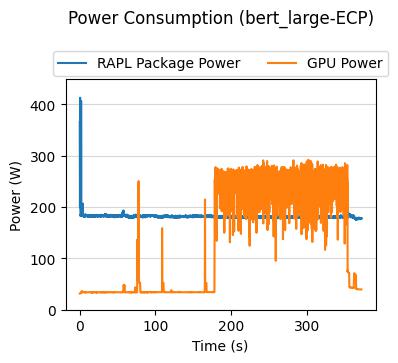 Power Consumption (bert_large-ECP)
RAPL Package Power GPU Power
400
300
200
100
0
Power (W)
0 100 200 300
Time (s)